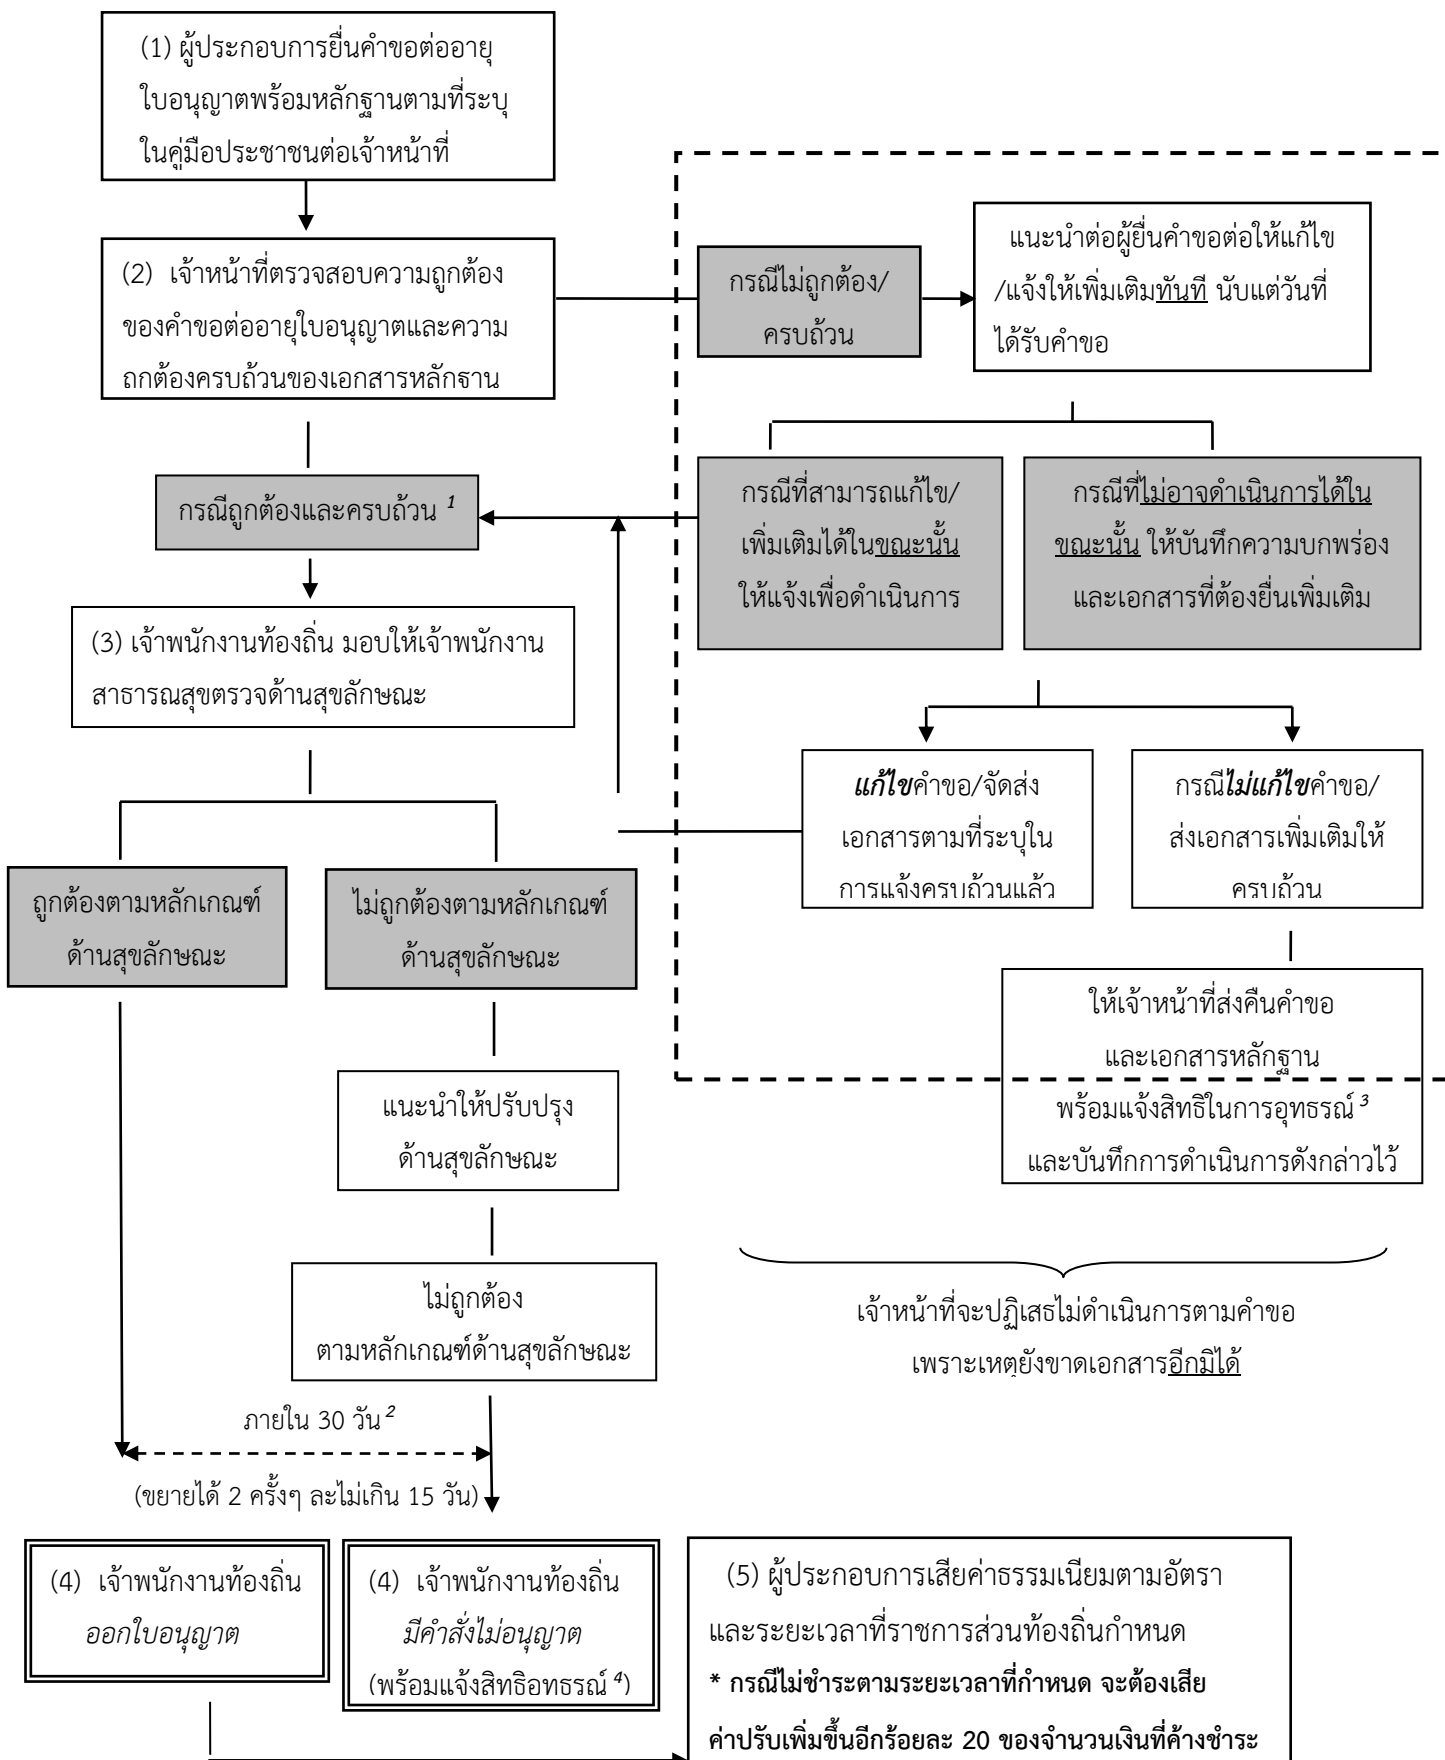 (1) ผู้ประกอบการยื่นคำขอต่ออายุ
ใบอนุญาตพร้อมหลักฐานตามที่ระบุ
ในคู่มือประชาชนต่อเจ้าหน้าที่
(2) เจ้าหน้าที่ตรวจสอบความถูกต้อง
ของคำขอต่ออายุใบอนุญาตและความ
ถูกต้องครบถ้วนของเอกสารหลักฐาน
กรณีไม่ถูกต้อง/
ครบถ้วน
แนะนำต่อผู้ยื่นคำขอต่อให้แก้ไข
/แจ้งให้เพิ่มเติมทันที นับแต่วันที่
ได้รับคำขอ
กรณีถูกต้องและครบถ้วน ¹
กรณีที่สามารถแก้ไข/
เพิ่มเติมได้ในขณะนั้น
ให้แจ้งเพื่อดำเนินการ
กรณีที่ไม่อาจดำเนินการได้ใน
ขณะนั้น ให้บันทึกความบกพร่อง
และเอกสารที่ต้องยื่นเพิ่มเติม
(3) เจ้าพนักงานท้องถิ่น มอบให้เจ้าพนักงาน
สาธารณสุขตรวจด้านสุขลักษณะ
แก้ไขคำขอ/จัดส่ง
เอกสารตามที่ระบุใน
การแจ้งครบถ้วนแล้ว
กรณีไม่แก้ไขคำขอ/
ส่งเอกสารเพิ่มเติมให้
ครบถ้วน
ถูกต้องตามหลักเกณฑ์
ด้านสุขลักษณะ
ไม่ถูกต้องตามหลักเกณฑ์
ด้านสุขลักษณะ
ให้เจ้าหน้าที่ส่งคืนคำขอ
และเอกสารหลักฐาน
พร้อมแจ้งสิทธิในการอุทธรณ์ ³
และบันทึกการดำเนินการดังกล่าวไว้
แนะนำให้ปรับปรุง
ด้านสุขลักษณะ
ไม่ถูกต้อง
ตามหลักเกณฑ์ด้านสุขลักษณะ
เจ้าหน้าที่จะปฏิเสธไม่ดำเนินการตามคำขอ
เพราะเหตุยังขาดเอกสารอีกมิได้
ภายใน 30 วัน ²
(ขยายได้ 2 ครั้งๆ ละไม่เกิน 15 วัน)
(4) เจ้าพนักงานท้องถิ่น
ออกใบอนุญาต
(4) เจ้าพนักงานท้องถิ่น
มีคำสั่งไม่อนุญาต
(พร้อมแจ้งสิทธิอุทธรณ์ ⁴)
(5) ผู้ประกอบการเสียค่าธรรมเนียมตามอัตรา
และระยะเวลาที่ราชการส่วนท้องถิ่นกำหนด
* กรณีไม่ชำระตามระยะเวลาที่กำหนด จะต้องเสีย
ค่าปรับเพิ่มขึ้นอีกร้อยละ 20 ของจำนวนเงินที่ค้างชำระ